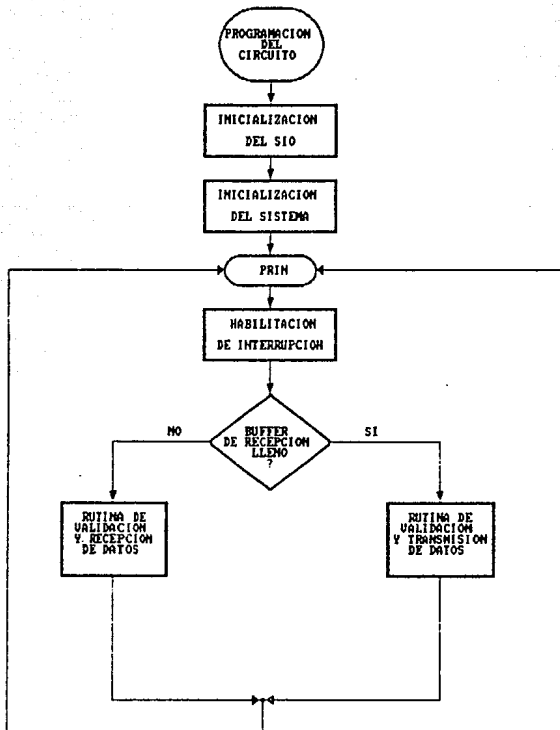 PROGRAMACION
DEL
CIRCUITO
INICIALIZACION
DEL SIO
INICIALIZACION
DEL SISTEMA
PRIN
HABILITACION
DE INTERRUPCION
BUFFER
DE RECEPCION
LLENO
?
NO
SI
RUTINA DE
VALIDACION
Y RECEPCION
DE DATOS
RUTINA DE
VALIDACION
Y TRANSMISION
DE DATOS